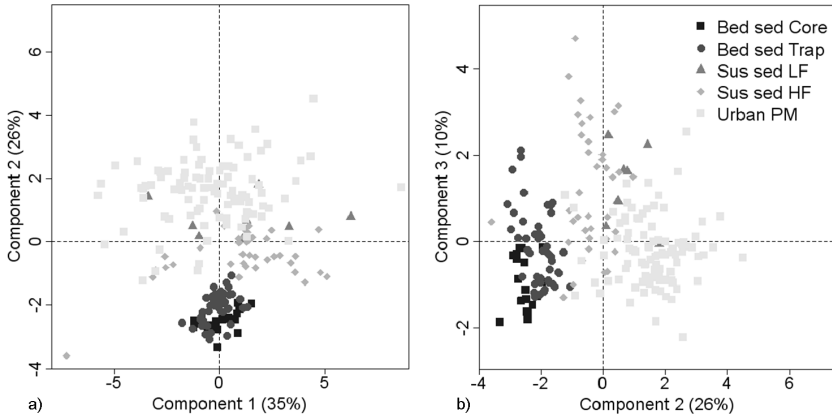 6
4
2
0
-2
-4
Component 2 (26%)
-5
0
5
Component 1 (35%)
a)
4
2
0
-2
Component 3 (10%)
-4
-2
0
2
4
6
Component 2 (26%)
b)
Bed sed Core
Bed sed Trap
Sus sed LF
Sus sed HF
Urban PM